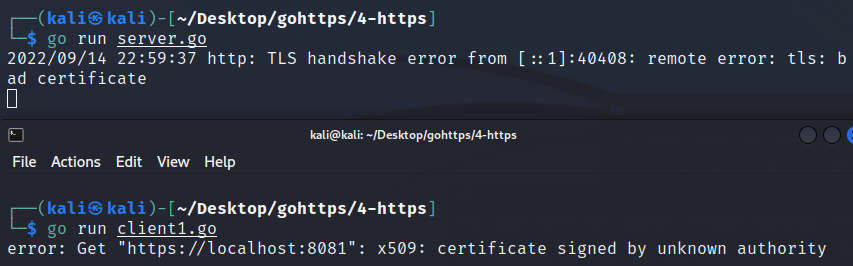 ┌──(kali㉿kali)-[~/Desktop/gohttps/4-https]
└─$ go run server.go
2022/09/14 22:59:37 http: TLS handshake error from [::1]:40408: remote error: tls: b
ad certificate
kali@kali: ~/Desktop/gohttps/4-https
File Actions Edit View Help
┌──(kali㉿kali)-[~/Desktop/gohttps/4-https]
└─$ go run client1.go
error: Get "https://localhost:8081": x509: certificate signed by unknown authority